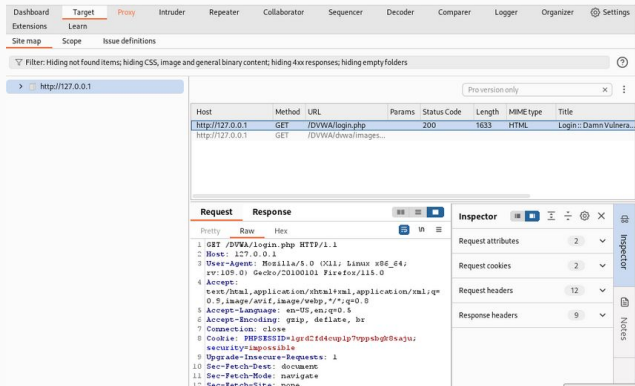 Dashboard Target Proxy Intruder Repeater Collaborator Sequencer Decoder Comparer Logger Organizer Settings
Extensions Learn
Site map Scope Issue definitions
Filter: Hiding not found items; hiding CSS, image and general binary content; hiding 4xx responses; hiding empty folders
http://127.0.0.1
Pro version only
Host Method URL Params Status Code Length MIME type Title
http://127.0.0.1 GET /DVWA/login.php 200 1633 HTML Login :: Damn Vulnera...
http://127.0.0.1 GET /DVWA/dvwa/images...
Request Response
Pretty Raw Hex \n
1 GET /DVWA/login.php HTTP/1.1
2 Host: 127.0.0.1
3 User-Agent: Mozilla/5.0 (X11; Linux x86_64;
rv:109.0) Gecko/20100101 Firefox/115.0
4 Accept:
text/html,application/xhtml+xml,application/xml;q=
0.9,image/avif,image/webp,*/*;q=0.8
5 Accept-Language: en-US,en;q=0.5
6 Accept-Encoding: gzip, deflate, br
7 Connection: close
8 Cookie: PHPSESSID=lgrd2fd4cuplp7vppsbgk8saju;
security=impossible
9 Upgrade-Insecure-Requests: 1
10 Sec-Fetch-Dest: document
11 Sec-Fetch-Mode: navigate
12 Sec-Fetch-Site: none
Inspector
Request attributes 2
Request cookies 2
Request headers 12
Response headers 9
Inspector
Notes